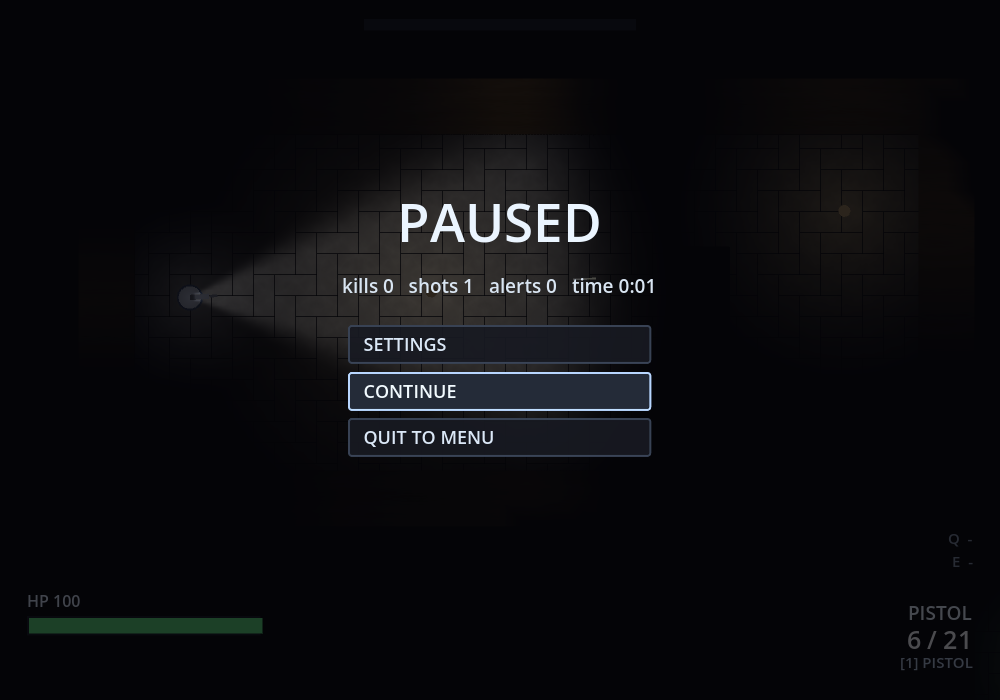 PAUSED
kills 0 shots 1 alerts 0 time 0:01
SETTINGS
CONTINUE
QUIT TO MENU
Q -
E -
HP 100
PISTOL
6 / 21
[1] PISTOL